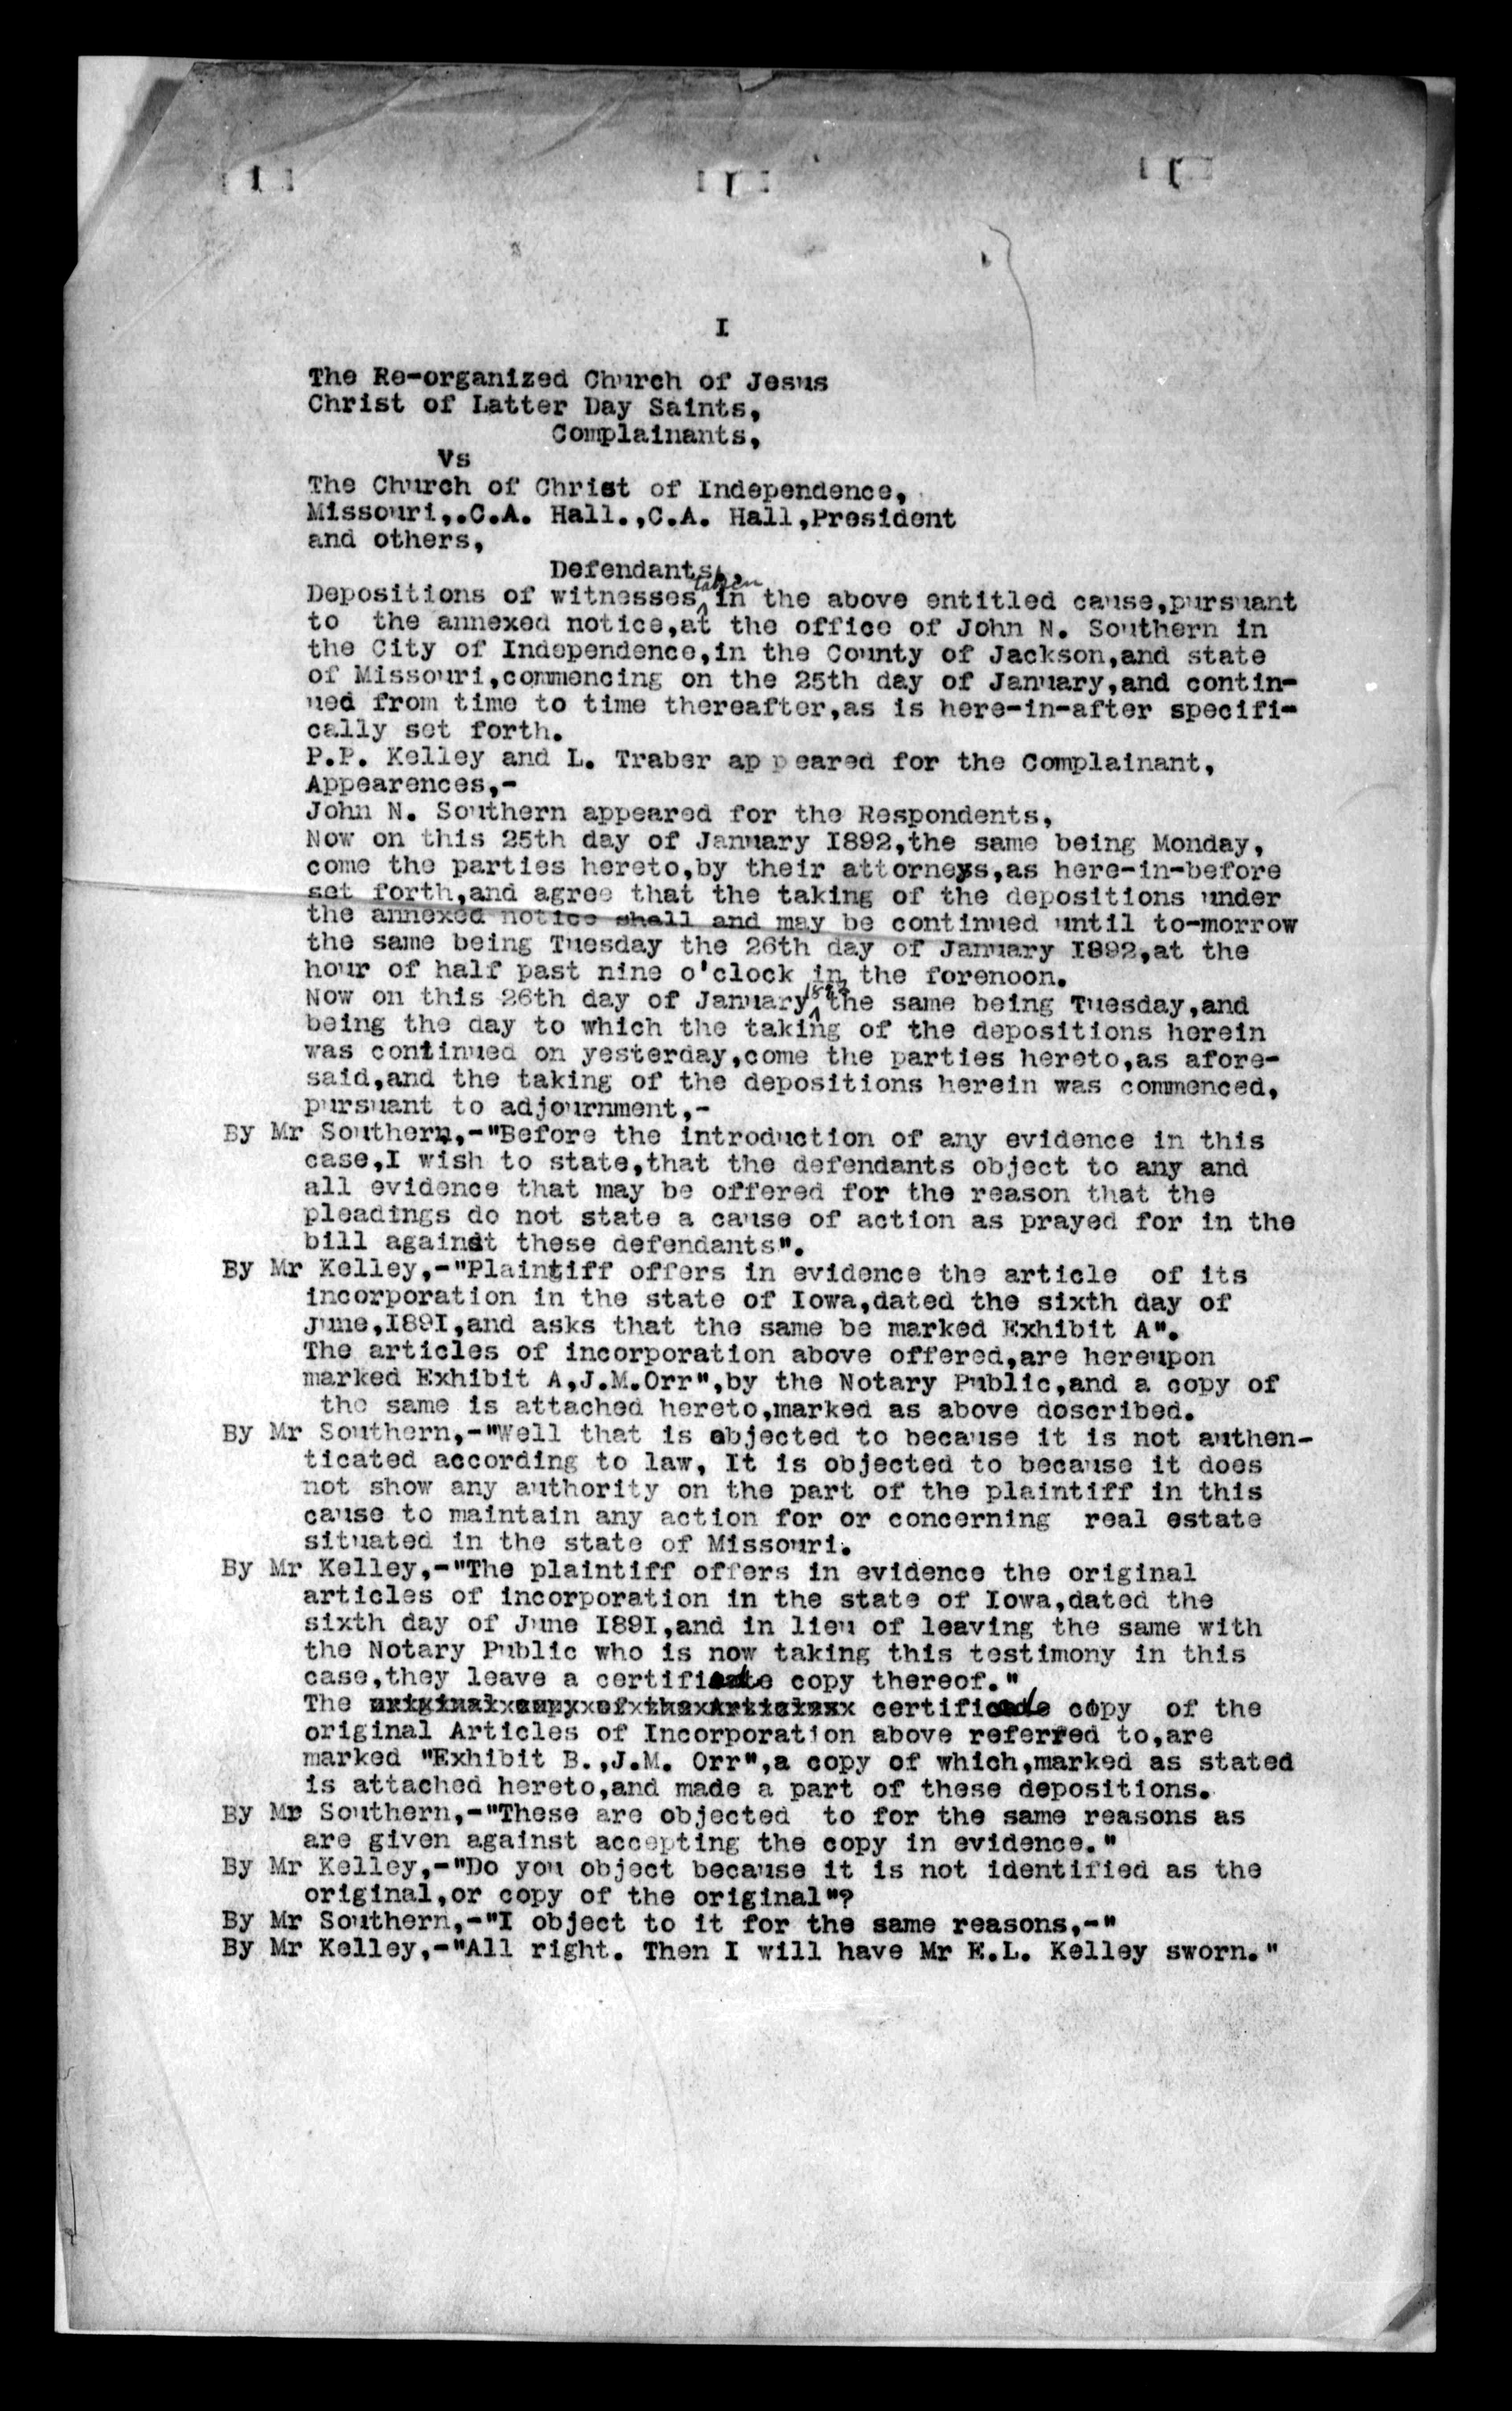 I
The Re-organized Church of Jesus
Christ of Latter Day Saints,
Complainants,
Vs
The Church of Christ of Independence,
Missouri,.C.A. Hall.,C.A. Hall,President
and others,
Defendants,
taken
Depositions of witnesses in the above entitled cause,pursuant
to the annexed notice,at the office of John N. Southern in
the City of Independence,in the County of Jackson,and state
of Missouri,commencing on the 25th day of January,and contin-
ued from time to time thereafter,as is here-in-after specifi-
cally set forth.
P.P. Kelley and L. Traber appeared for the Complainant,
Appearences,-
John N. Southern appeared for the Respondents,
Now on this 25th day of January I892,the same being Monday,
come the parties hereto,by their attorneys,as here-in-before
set forth,and agree that the taking of the depositions under
the annexed notice shall and may be continued until to-morrow
the same being Tuesday the 26th day of January I892,at the
hour of half past nine o'clock in the forenoon.
Now on this 26th day of January 1892 the same being Tuesday,and
being the day to which the taking of the depositions herein
was continued on yesterday,come the parties hereto,as afore-
said,and the taking of the depositions herein was commenced,
pursuant to adjournment,-
By Mr Southern,-"Before the introduction of any evidence in this
case,I wish to state,that the defendants object to any and
all evidence that may be offered for the reason that the
pleadings do not state a cause of action as prayed for in the
bill against these defendants".
By Mr Kelley,-"Plaintiff offers in evidence the article of its
incorporation in the state of Iowa,dated the sixth day of
June,I89I,and asks that the same be marked Exhibit A".
The articles of incorporation above offered,are hereupon
marked Exhibit A,J.M.Orr",by the Notary Public,and a copy of
the same is attached hereto,marked as above described.
By Mr Southern,-"Well that is objected to because it is not authen-
ticated according to law, It is objected to because it does
not show any authority on the part of the plaintiff in this
cause to maintain any action for or concerning real estate
situated in the state of Missouri.
By Mr Kelley,-"The plaintiff offers in evidence the original
articles of incorporation in the state of Iowa,dated the
sixth day of June I89I,and in lieu of leaving the same with
the Notary Public who is now taking this testimony in this
case,they leave a certificate copy thereof."
The original copy of the Articles certificate copy of the
original Articles of Incorporation above referred to,are
marked "Exhibit B.,J.M. Orr",a copy of which,marked as stated
is attached hereto,and made a part of these depositions.
By Mr Southern,-"These are objected to for the same reasons as
are given against accepting the copy in evidence."
By Mr Kelley,-"Do you object because it is not identified as the
original,or copy of the original"?
By Mr Southern,-"I object to it for the same reasons,-"
By Mr Kelley,-"All right. Then I will have Mr E.L. Kelley sworn."